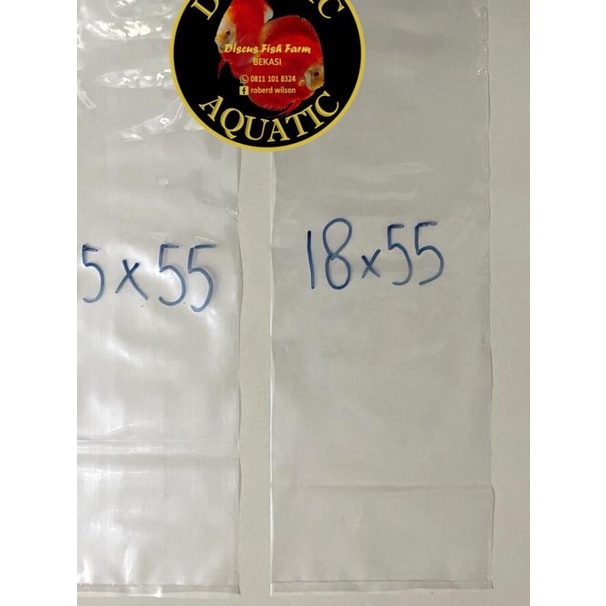 Discus Fish Farm
BEKASI
0811 101 8324
roberd wilson
AQUATIC
5x55
18x55